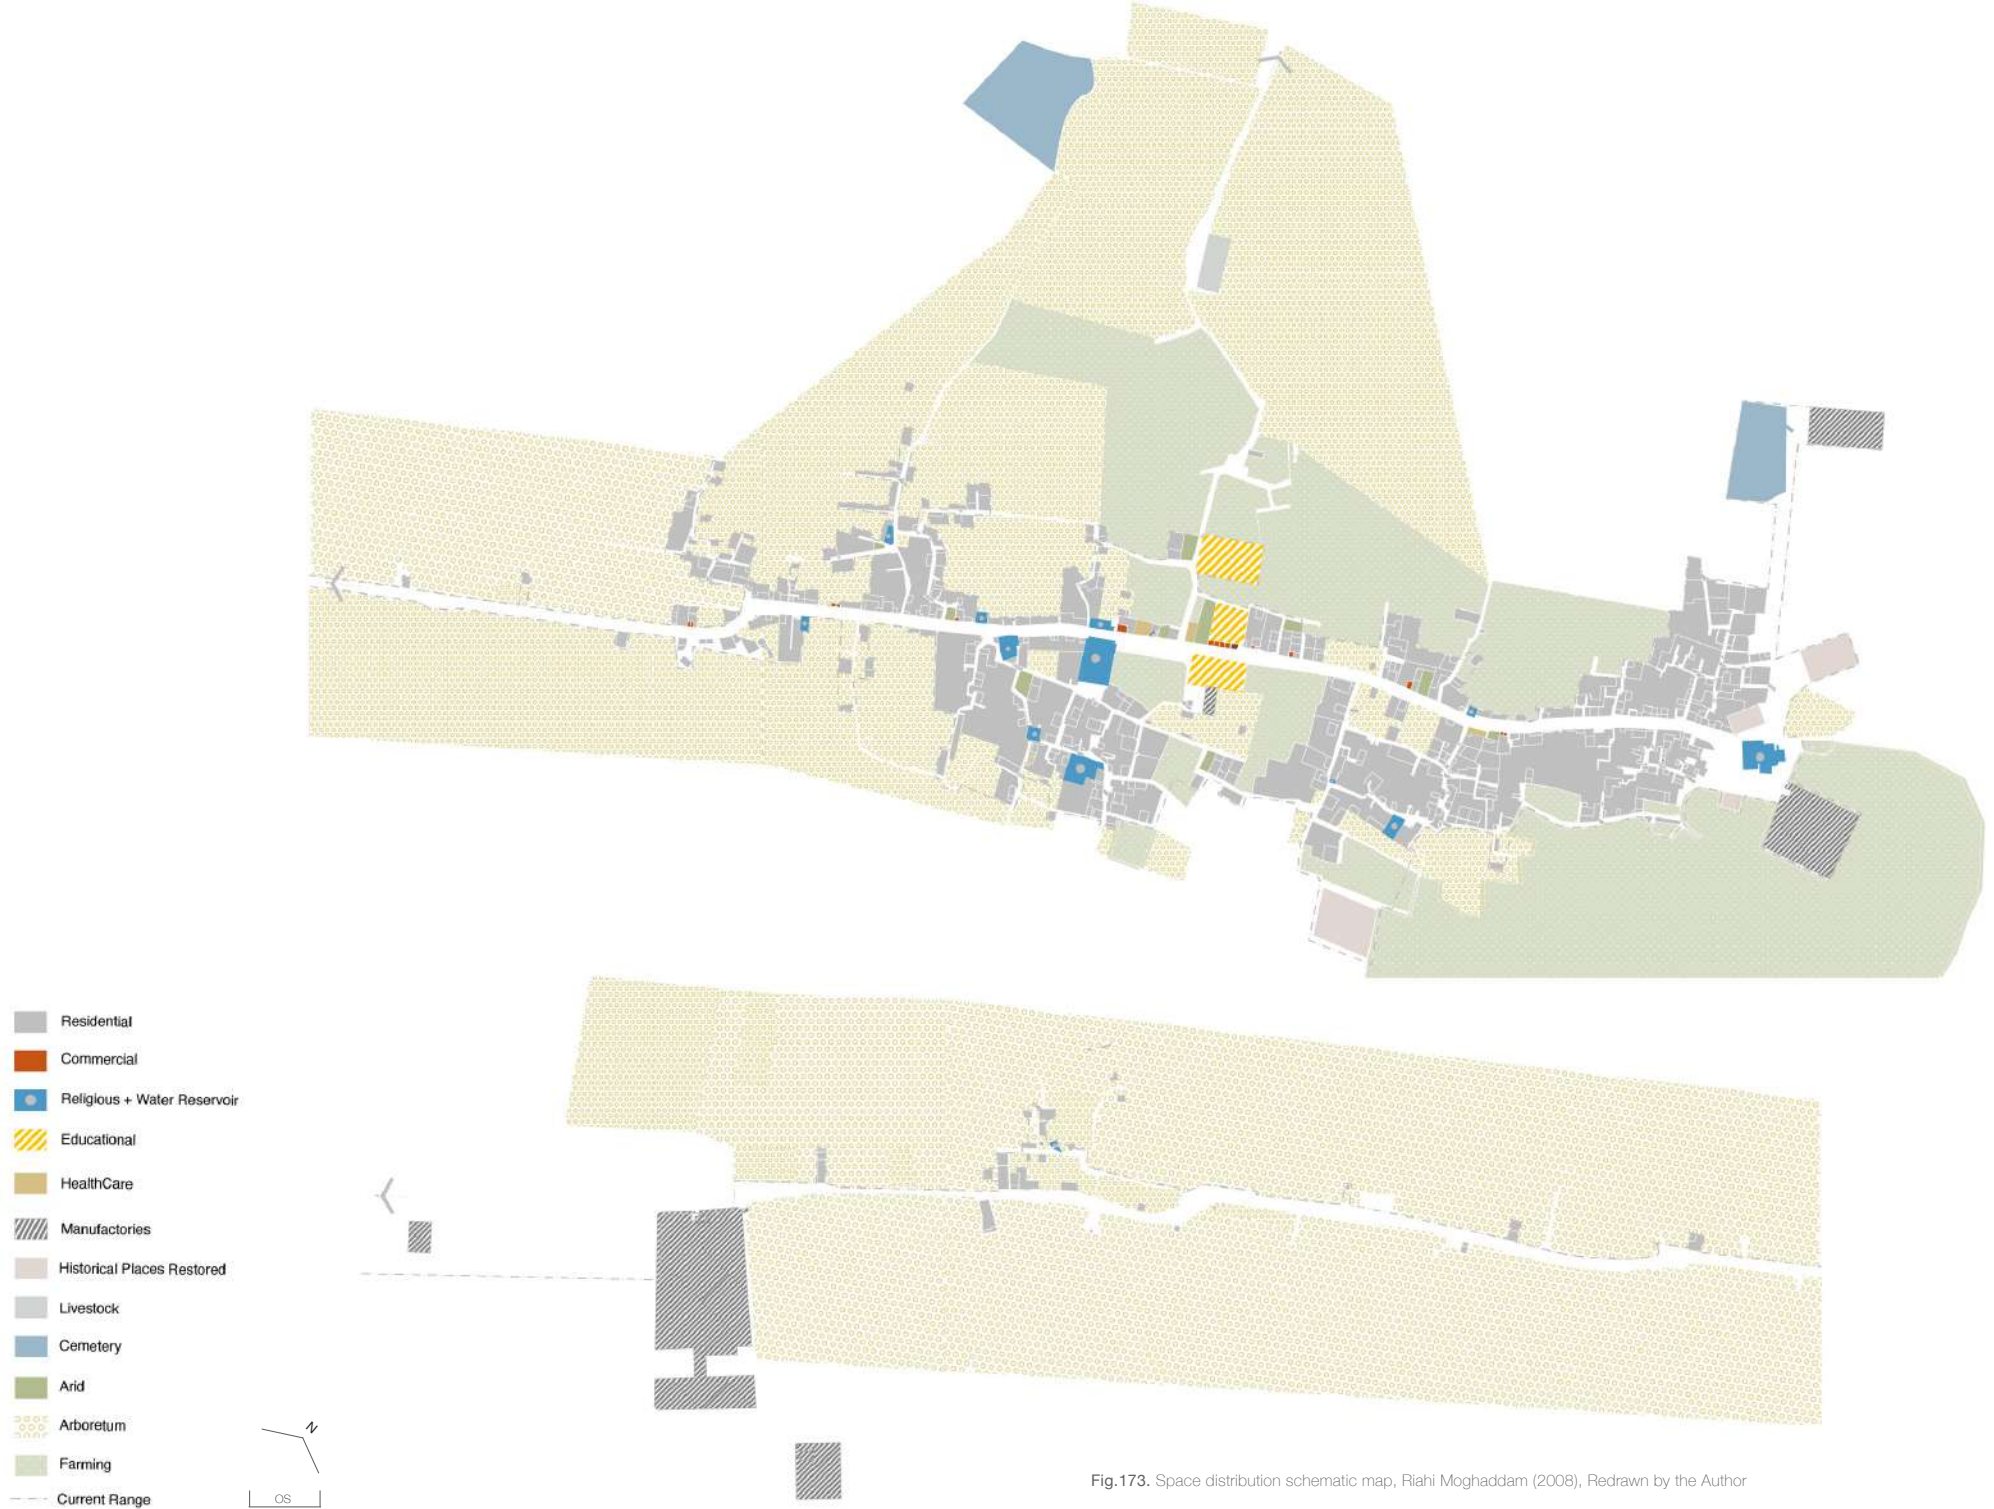 Residential
Commercial
Religious + Water Reservoir
Educational
HealthCare
Manufactories
Historical Places Restored
Livestock
Cemetery
Arid
Arboretum
Farming
Current Range
N
OS
Fig.173. Space distribution schematic map, Riahi Moghaddam (2008), Redrawn by the Author